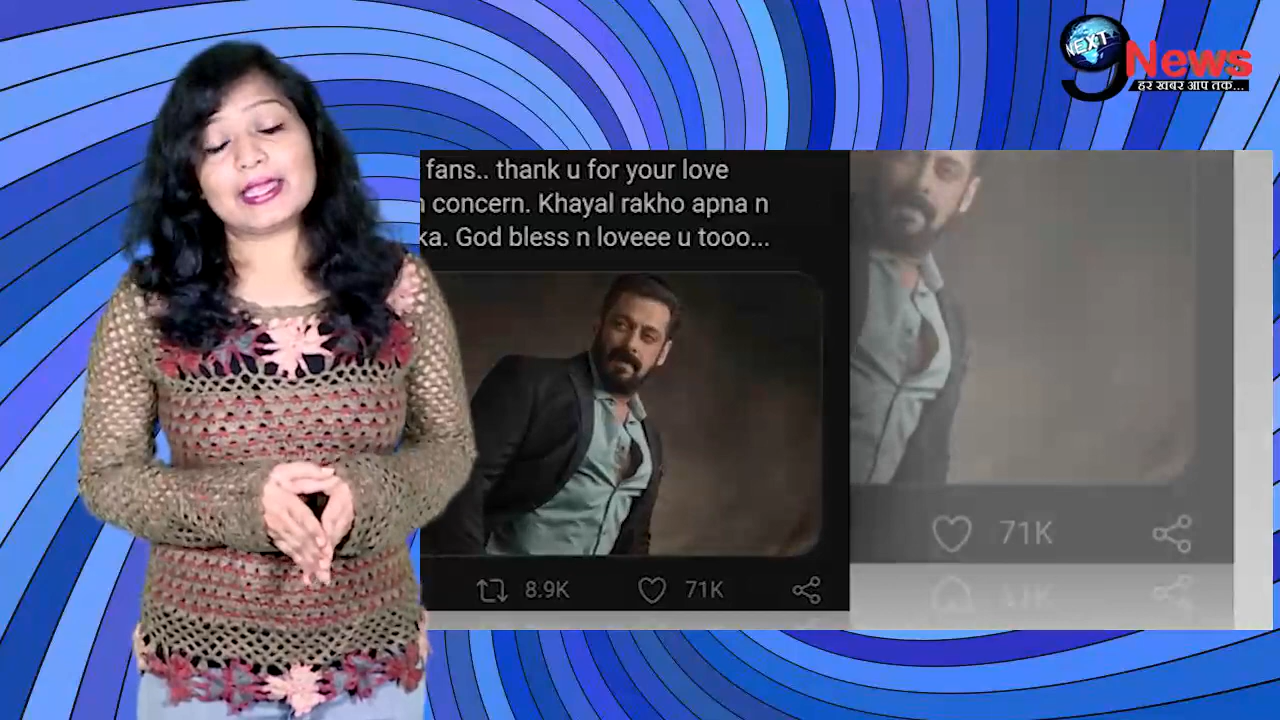 NEXT
9 News
हर खबर आप तक...
fans.. thank u for your love
concern. Khayal rakho apna n
ka. God bless n loveee u tooo...
8.9K
71K
71K